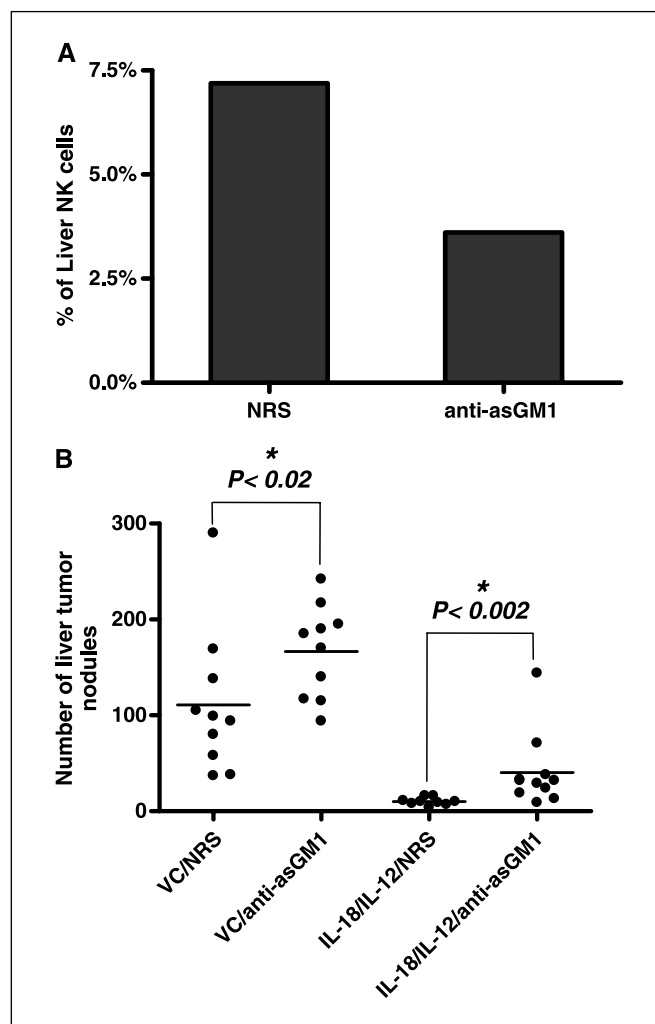 A
7.5%
5.0%
2.5%
0.0%
% of Liver NK cells
NRS
anti-asGM1
B
*
P< 0.02
*
P< 0.002
300
200
100
0
Number of liver tumor
nodules
VC/NRS
VC/anti-asGM1
IL-18/IL-12/NRS
IL-18/IL-12/anti-asGM1